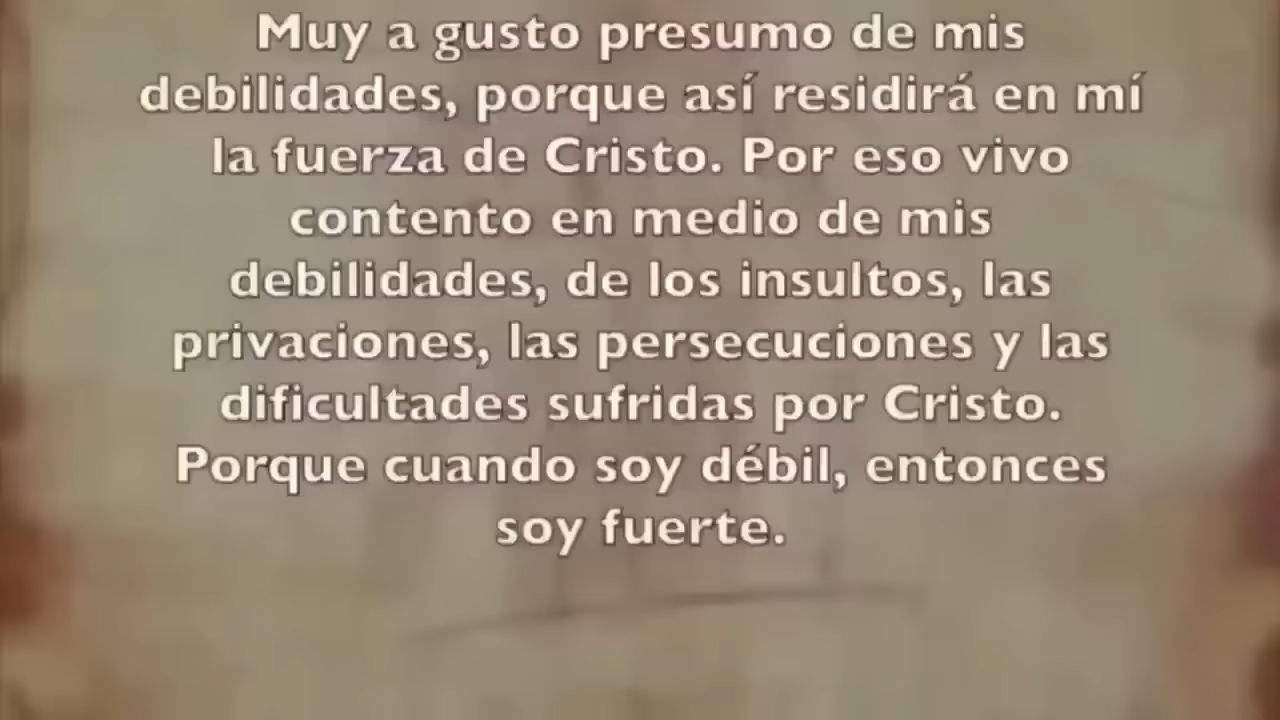 Muy a gusto presumo de mis
debilidades, porque así residirá en mí
la fuerza de Cristo. Por eso vivo
contento en medio de mis
debilidades, de los insultos, las
privaciones, las persecuciones y las
dificultades sufridas por Cristo.
Porque cuando soy débil, entonces
soy fuerte.